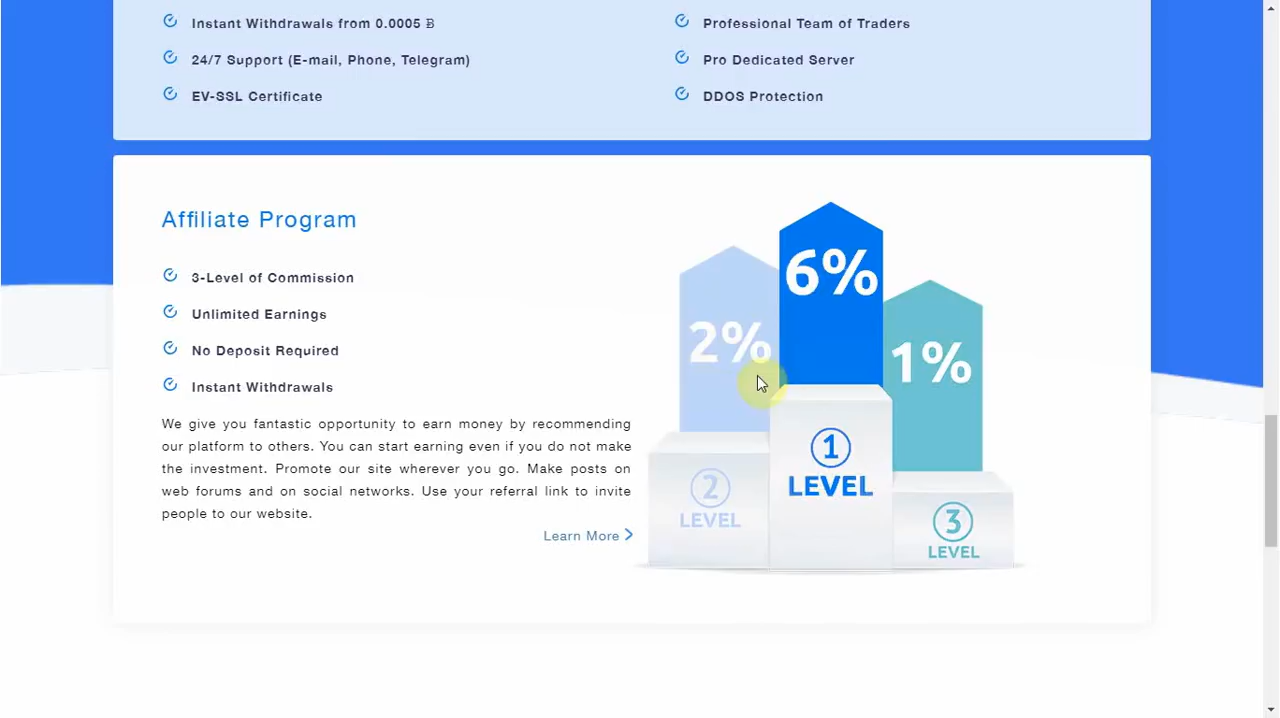 Instant Withdrawals from 0.0005 Ƀ
Professional Team of Traders
24/7 Support (E-mail, Phone, Telegram)
Pro Dedicated Server
EV-SSL Certificate
DDOS Protection
Affiliate Program
3-Level of Commission
Unlimited Earnings
No Deposit Required
Instant Withdrawals
We give you fantastic opportunity to earn money by recommending
our platform to others. You can start earning even if you do not make
the investment. Promote our site wherever you go. Make posts on
web forums and on social networks. Use your referral link to invite
people to our website.
Learn More
6%
2%
1%
1
LEVEL
2
LEVEL
3
LEVEL